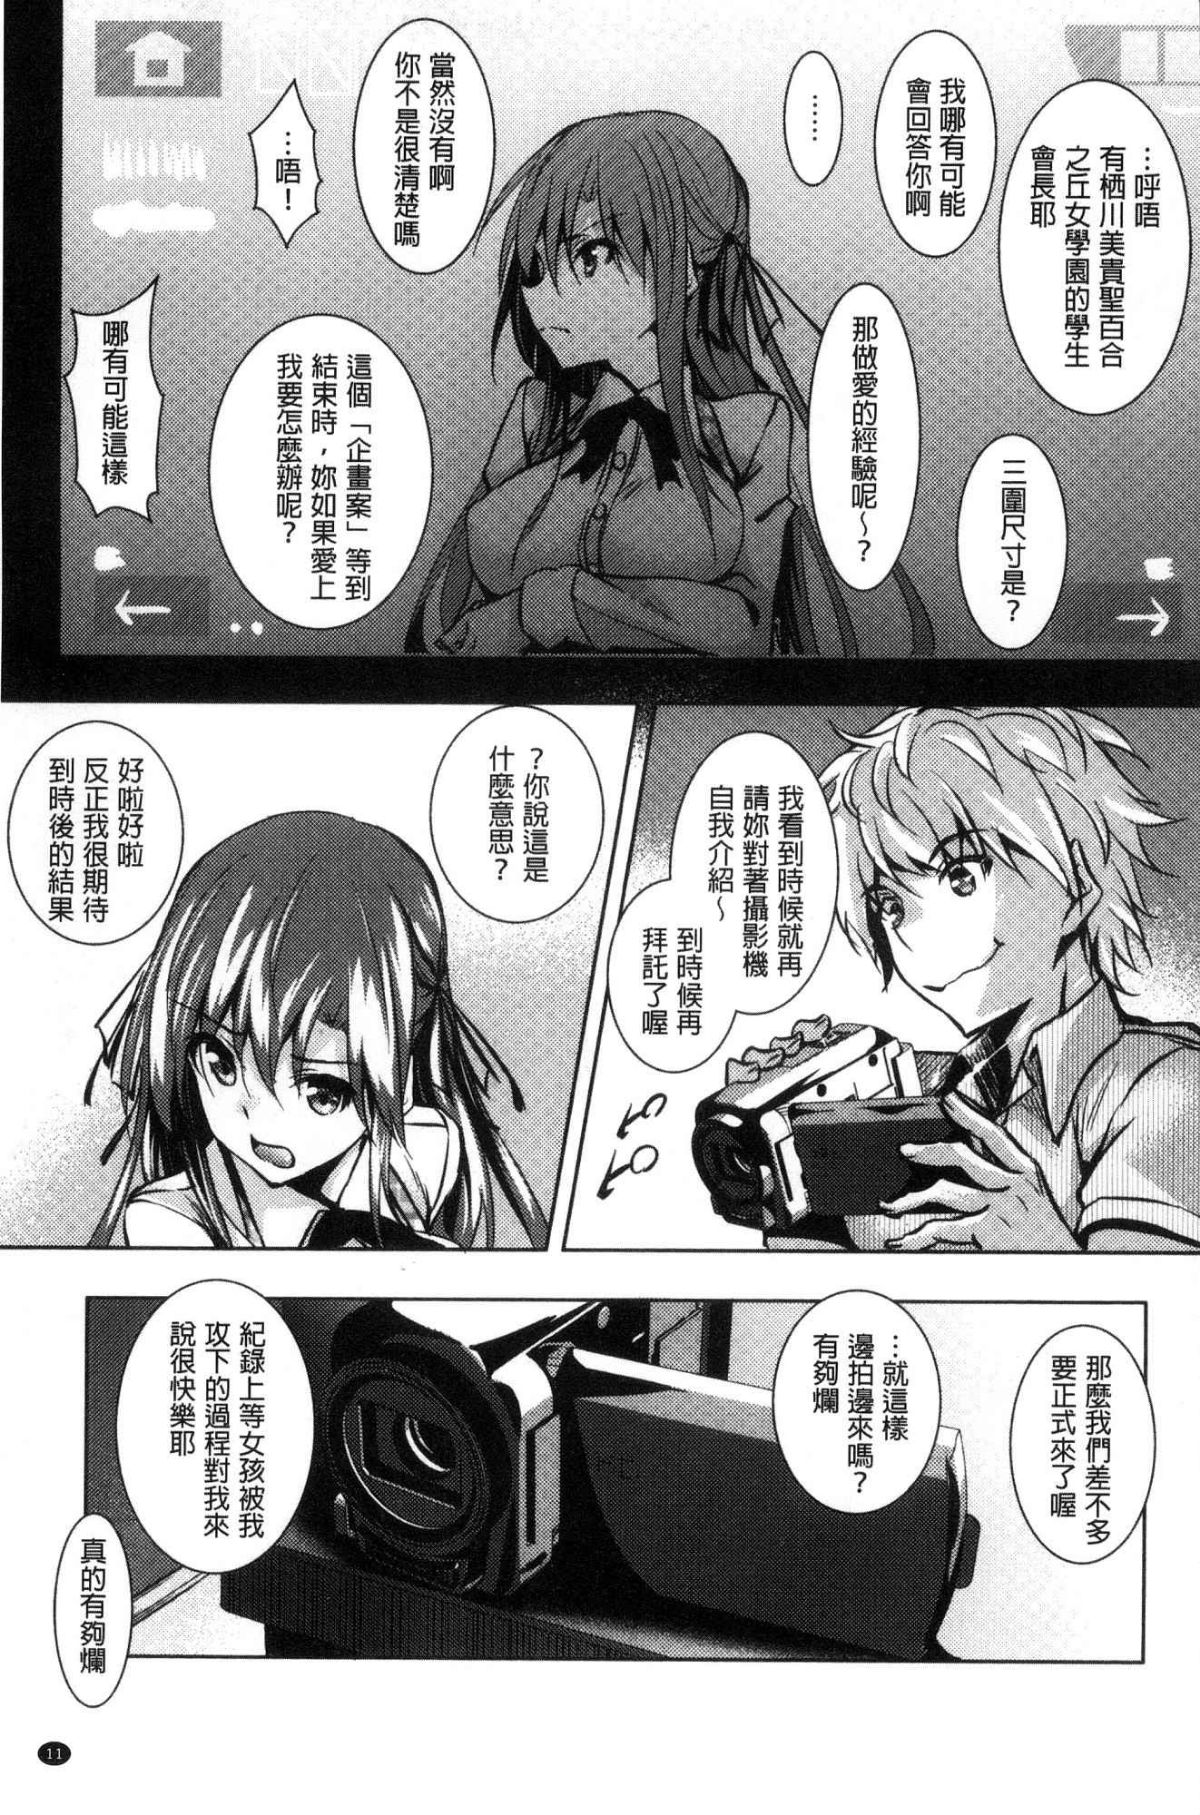 …呼唔
有栖川美貴聖百合
之丘女學園的學生
會長耶
三圍尺寸是?
我哪有可能
會回答你啊
……
那做愛的經驗呢~?
當然沒有啊
你不是很清楚嗎
…唔!
這個「企畫案」等到
結束時,妳如果愛上
我要怎麼辦呢?
哪有可能這樣
我看到時候就再
請妳對著攝影機
自我介紹~
到時候再
拜託了喔
?你說這是
什麼意思?
好啦好啦
反正我很期待
到時後的結果
那麼我們差不多
要正式來了喔
…就這樣
邊拍邊來嗎?
有夠爛
紀錄上等女孩被我
攻下的過程對我來
說很快樂耶
真的有夠爛
11